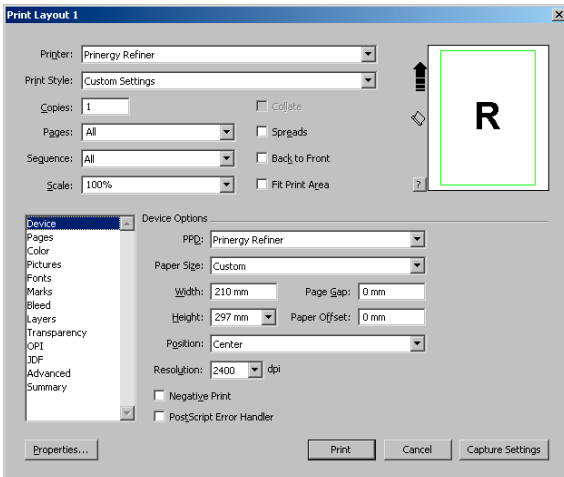 Print Layout 1
Printer: Prinergy Refiner
Print Style: Custom Settings
Copies: 1
Collate
Pages: All
Spreads
Sequence: All
Back to Front
Scale: 100%
Fit Print Area
?
R
Device
Pages
Color
Pictures
Fonts
Marks
Bleed
Layers
Transparency
OPI
JDF
Advanced
Summary
Device Options
PPD: Prinergy Refiner
Paper Size: Custom
Width: 210 mm Page Gap: 0 mm
Height: 297 mm Paper Offset: 0 mm
Position: Center
Resolution: 2400 dpi
Negative Print
PostScript Error Handler
Properties... Print Cancel Capture Settings